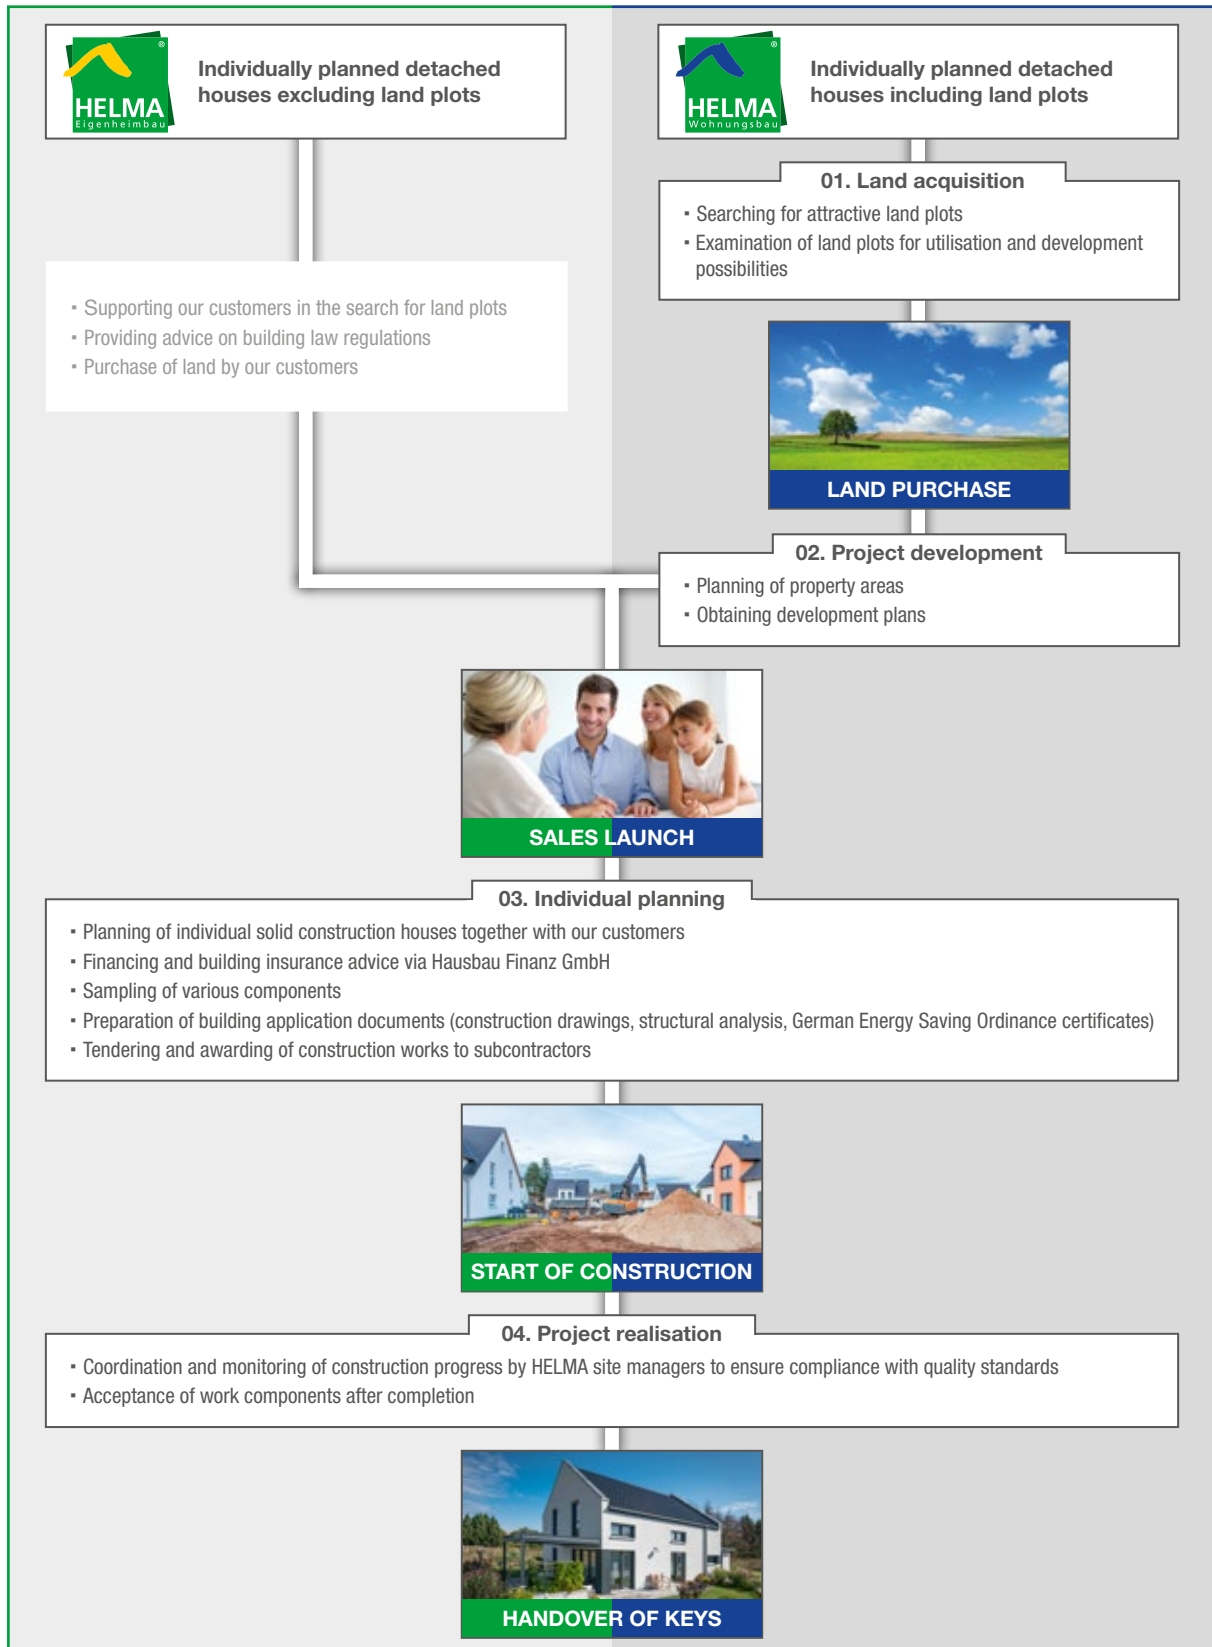 HELMA
Eigenheimbau
®
Individually planned detached
houses excluding land plots
HELMA
Wohnungsbau
®
Individually planned detached
houses including land plots
01. Land acquisition
▪ Searching for attractive land plots
▪ Examination of land plots for utilisation and development
possibilities
▪ Supporting our customers in the search for land plots
▪ Providing advice on building law regulations
▪ Purchase of land by our customers
LAND PURCHASE
02. Project development
▪ Planning of property areas
▪ Obtaining development plans
SALES LAUNCH
03. Individual planning
▪ Planning of individual solid construction houses together with our customers
▪ Financing and building insurance advice via Hausbau Finanz GmbH
▪ Sampling of various components
▪ Preparation of building application documents (construction drawings, structural analysis, German Energy Saving Ordinance certificates)
▪ Tendering and awarding of construction works to subcontractors
START OF CONSTRUCTION
04. Project realisation
▪ Coordination and monitoring of construction progress by HELMA site managers to ensure compliance with quality standards
▪ Acceptance of work components after completion
HANDOVER OF KEYS